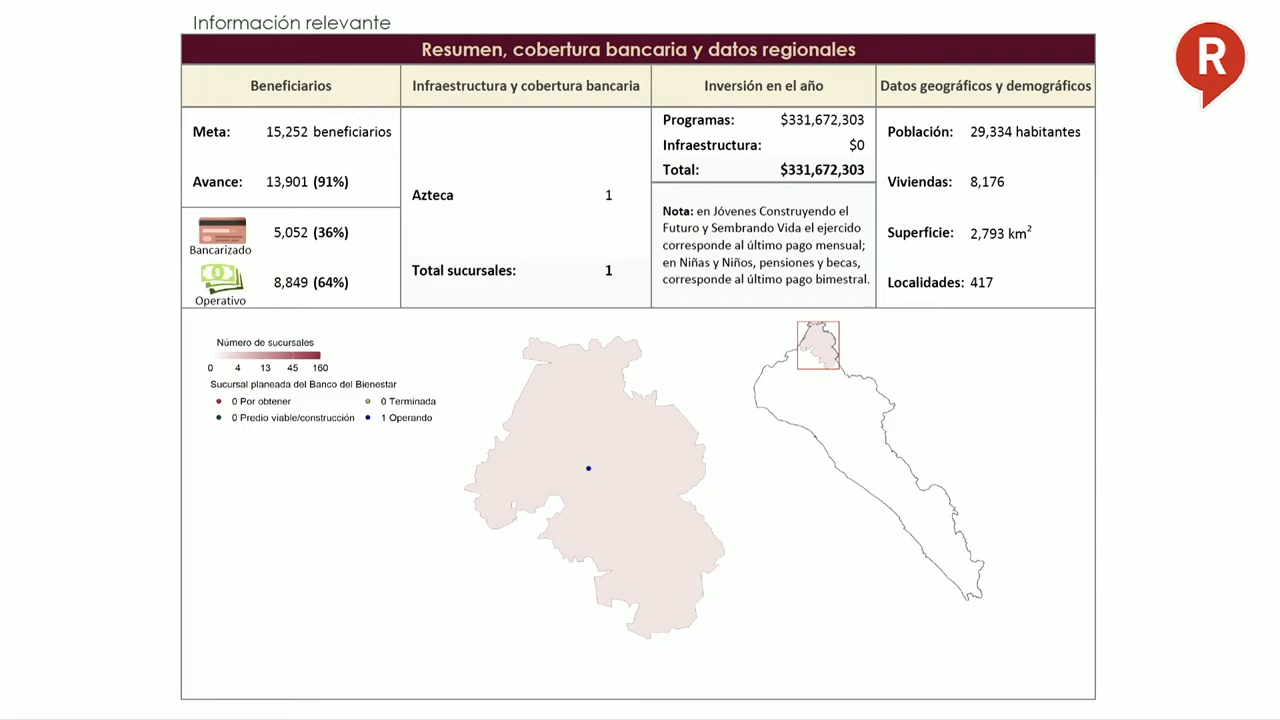 Información relevante
R
Resumen, cobertura bancaria y datos regionales
Beneficiarios
Infraestructura y cobertura bancaria
Inversión en el año
Datos geográficos y demográficos
Meta: 15,252 beneficiarios
Avance: 13,901 (91%)
5,052 (36%)
Bancarizado
8,849 (64%)
Operativo
Azteca 1
Total sucursales: 1
Programas: $331,672,303
Infraestructura: $0
Total: $331,672,303
Nota: en Jóvenes Construyendo el
Futuro y Sembrando Vida el ejercido
corresponde al último pago mensual;
en Niñas y Niños, pensiones y becas,
corresponde al último pago bimestral.
Población: 29,334 habitantes
Viviendas: 8,176
Superficie: 2,793 km²
Localidades: 417
Número de sucursales
0 4 13 45 160
Sucursal planeada del Banco del Bienestar
0 Por obtener 0 Terminada
0 Predio viable/construcción 1 Operando